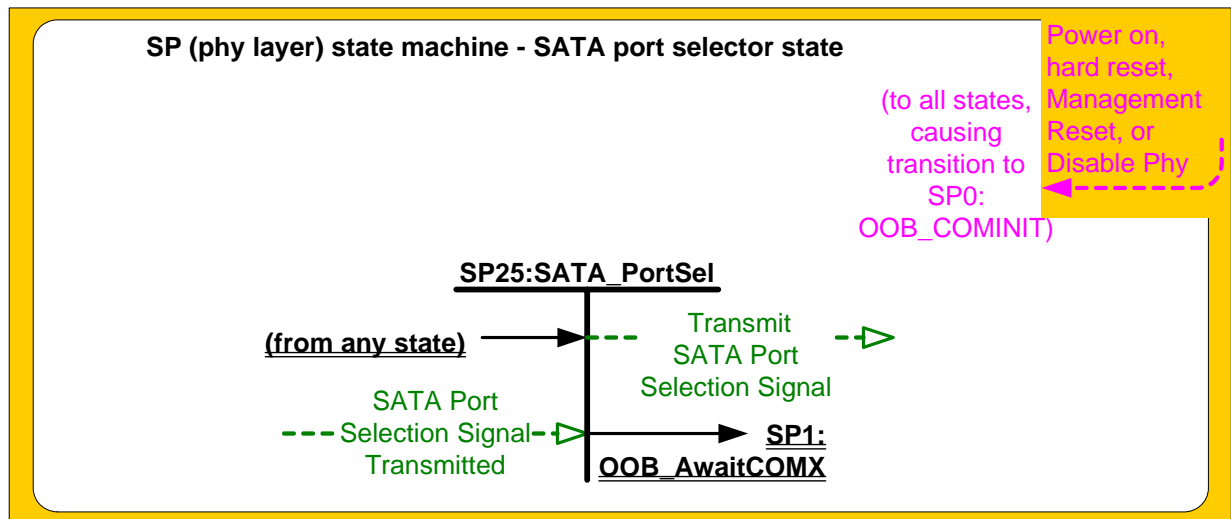 SP (phy layer) state machine - SATA port selector state
Power on,
hard reset,
Management
Reset, or
Disable Phy
(to all states,
causing
transition to
SP0:
OOB_COMINIT)
SP25:SATA_PortSel
(from any state)
Transmit
SATA Port
Selection Signal
SATA Port
Selection Signal
Transmitted
SP1:
OOB_AwaitCOMX